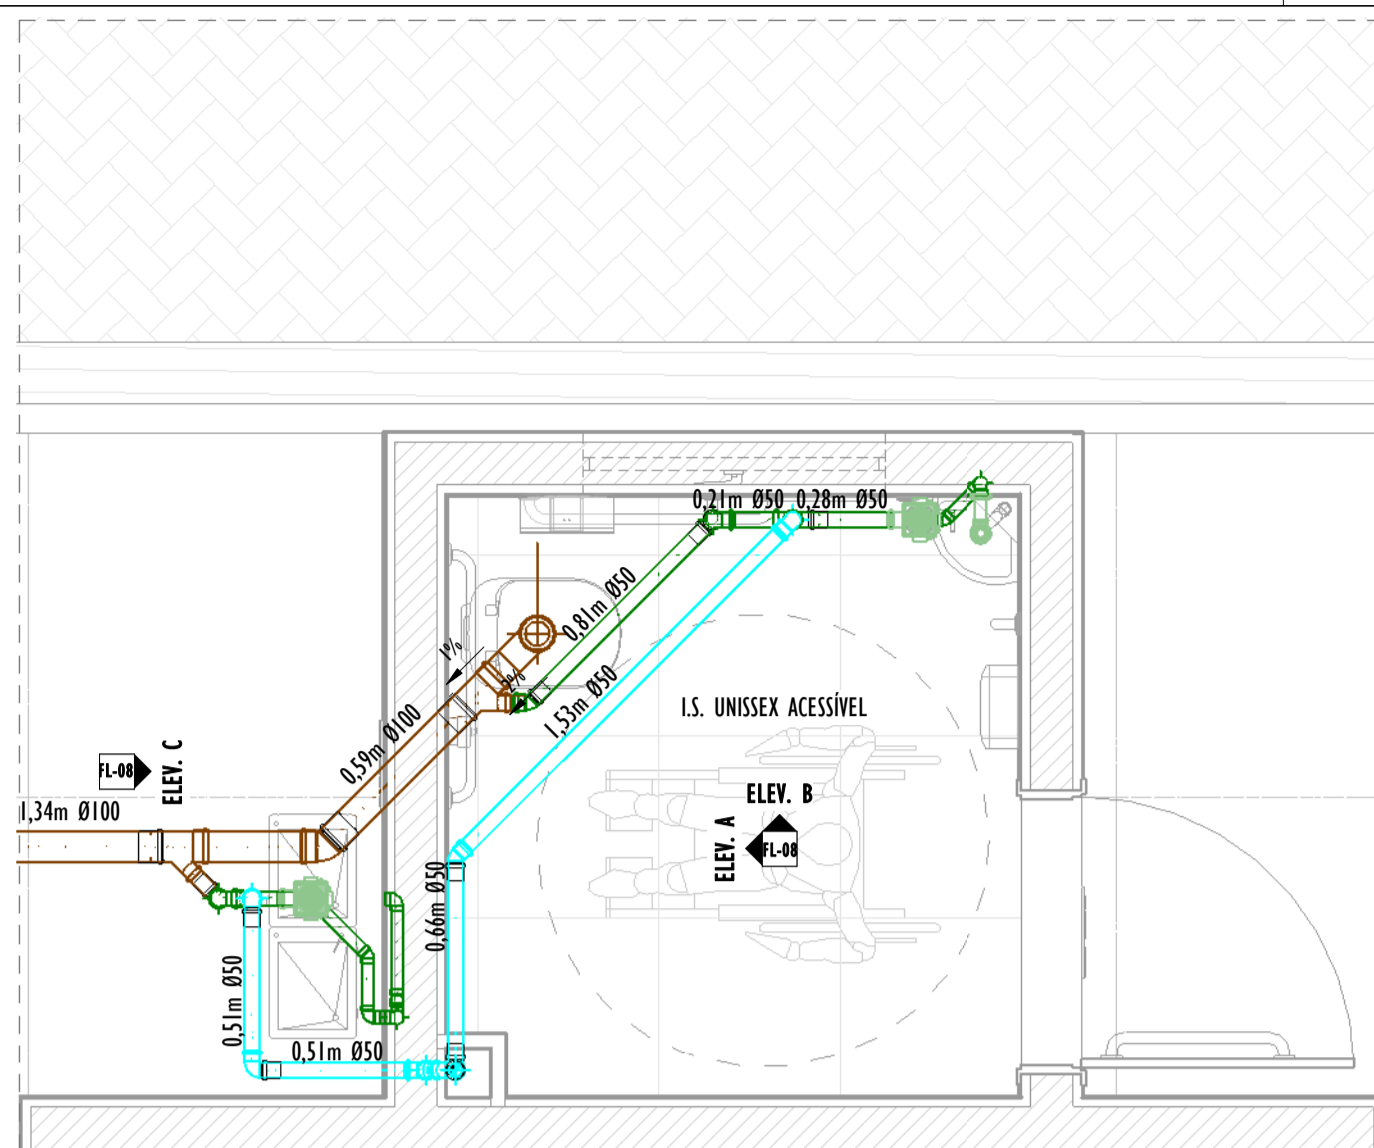 0,21m Ø50
0,28m Ø50
0,81m Ø50
1%
2%
1,53m Ø50
0,59m Ø100
I.S. UNISSEX ACESSÍVEL
FL-08
ELEV. C
1,34m Ø100
ELEV. B
ELEV. A
FL-08
0,66m Ø50
0,51m Ø50
0,51m Ø50